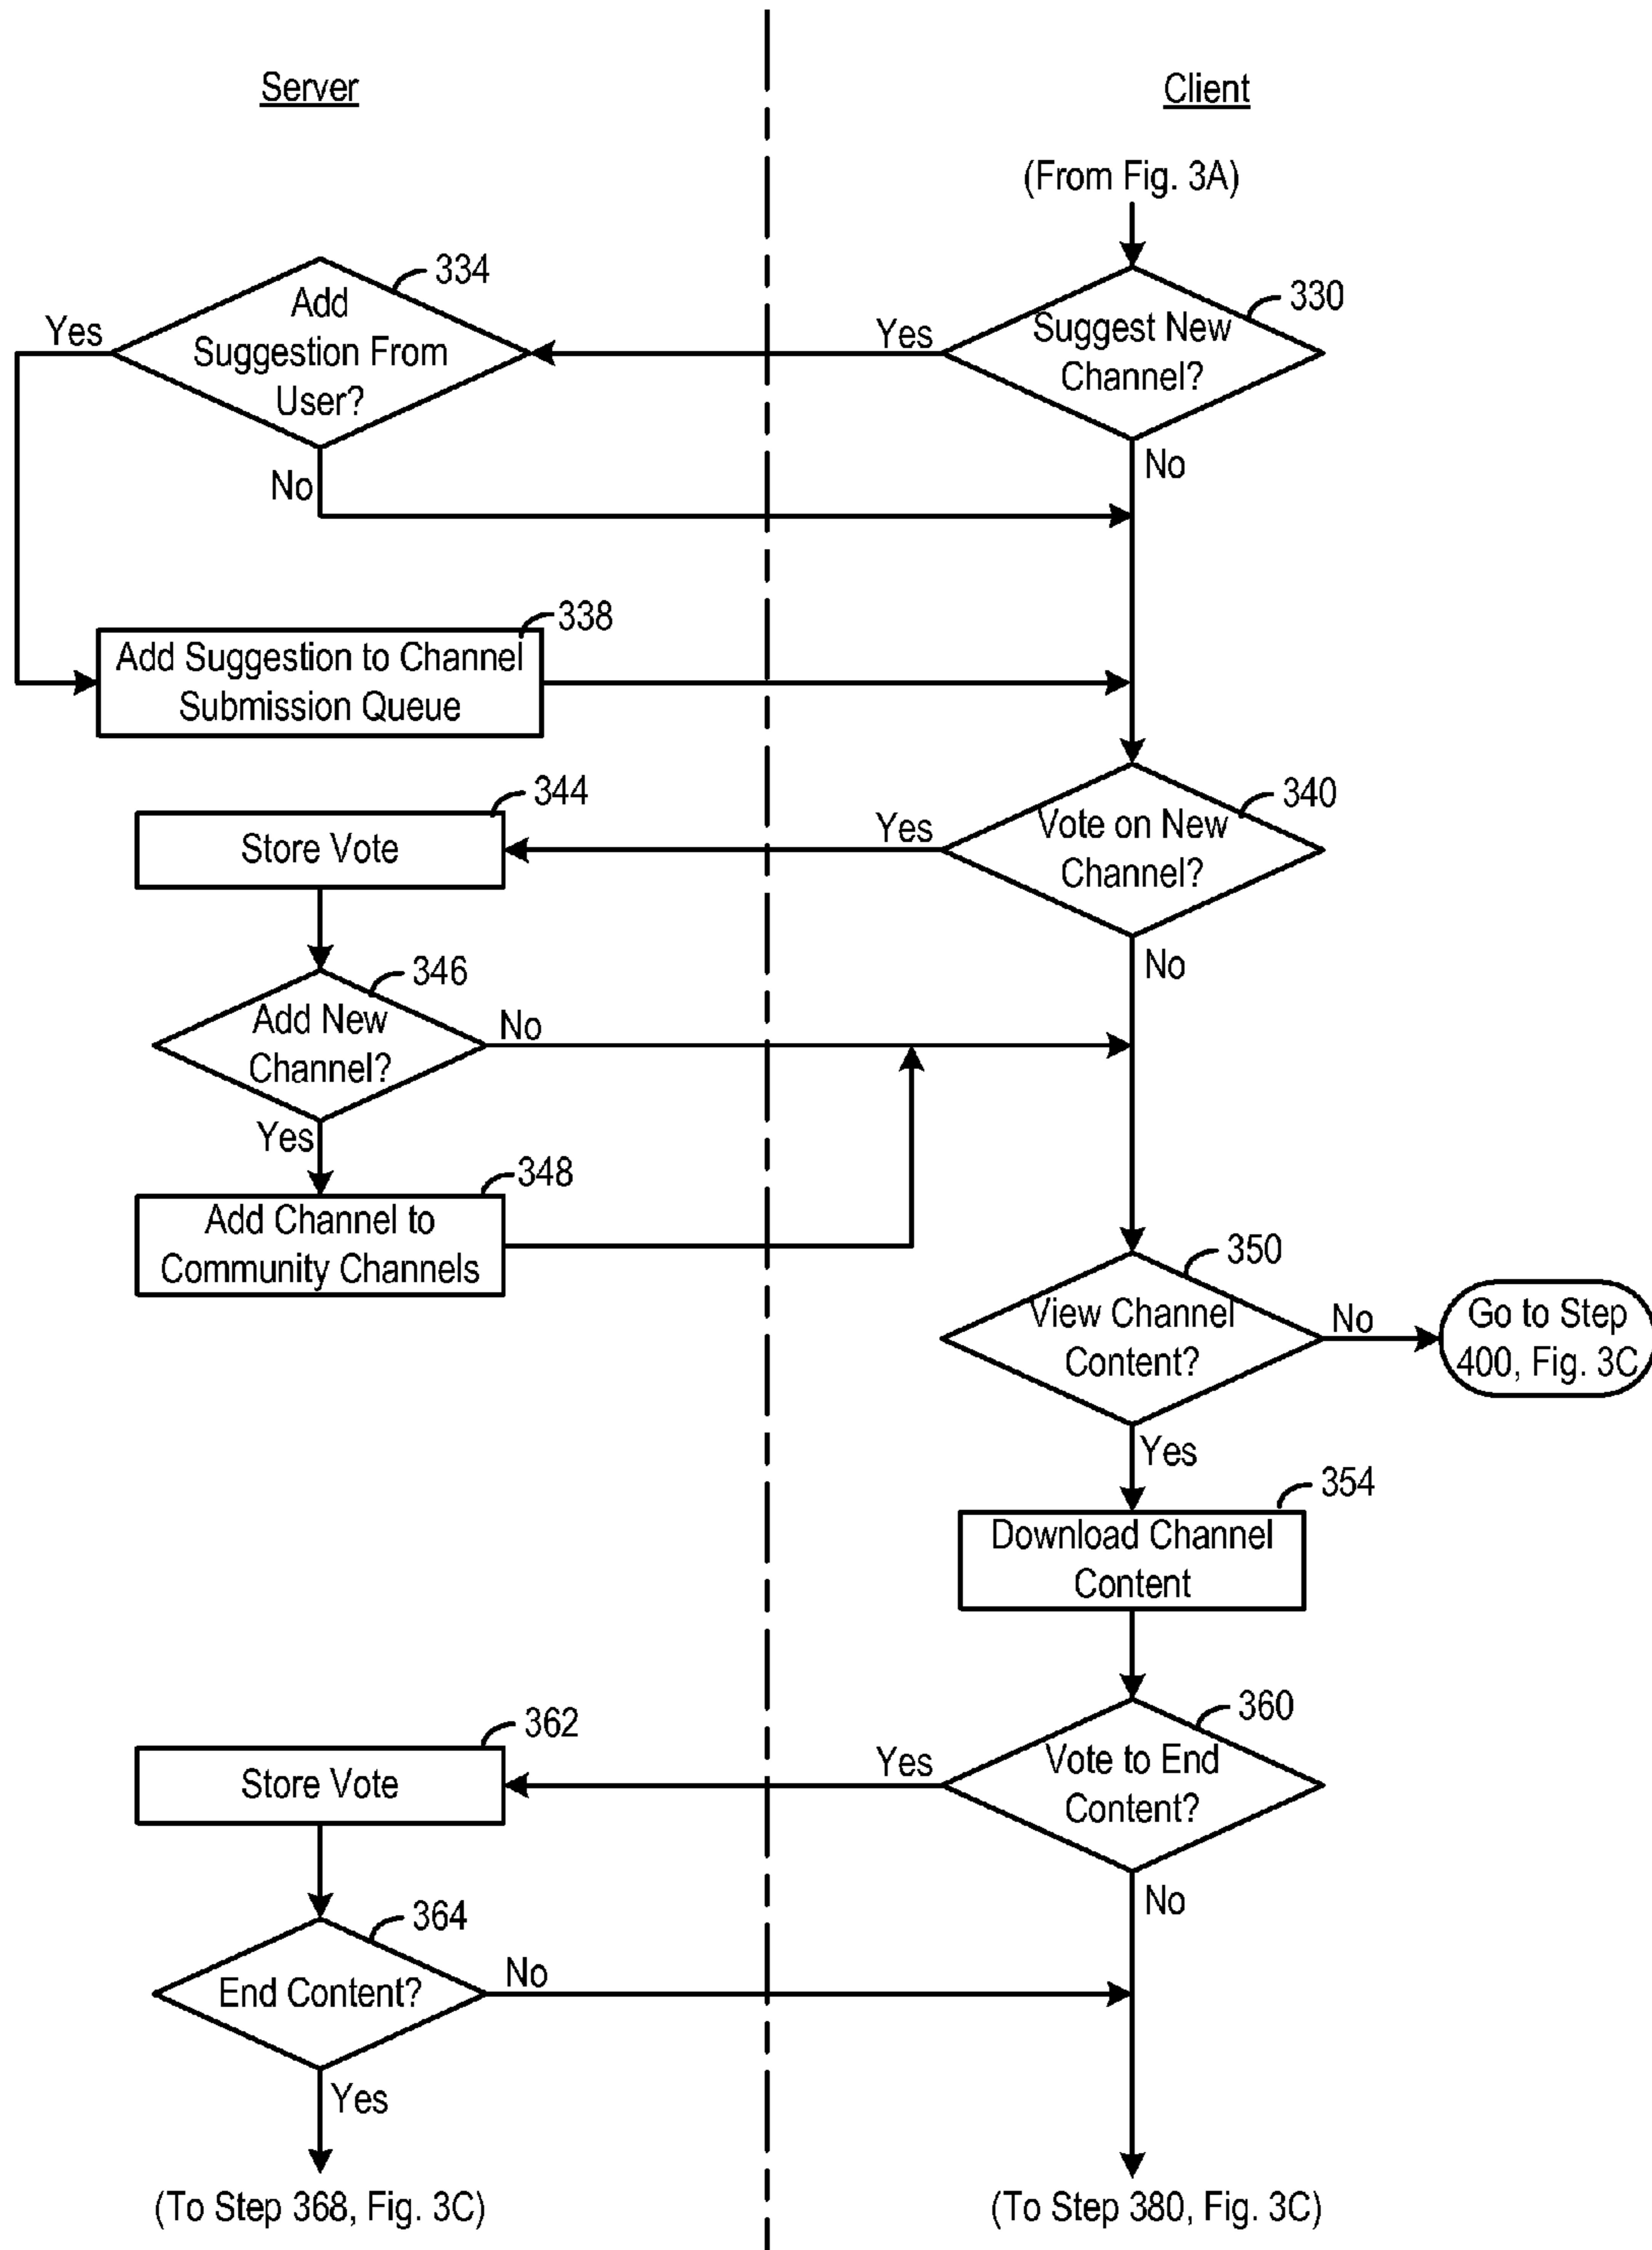 Server
Client
(From Fig. 3A)
334
Add
Suggestion From
User?
Yes
No
330
Suggest New
Channel?
Yes
No
338
Add Suggestion to Channel
Submission Queue
344
Store Vote
340
Vote on New
Channel?
Yes
No
346
Add New
Channel?
No
Yes
348
Add Channel to
Community Channels
350
View Channel
Content?
No
Go to Step
400, Fig. 3C
Yes
354
Download Channel
Content
362
Store Vote
360
Vote to End
Content?
Yes
No
364
End Content?
No
Yes
(To Step 368, Fig. 3C)
(To Step 380, Fig. 3C)